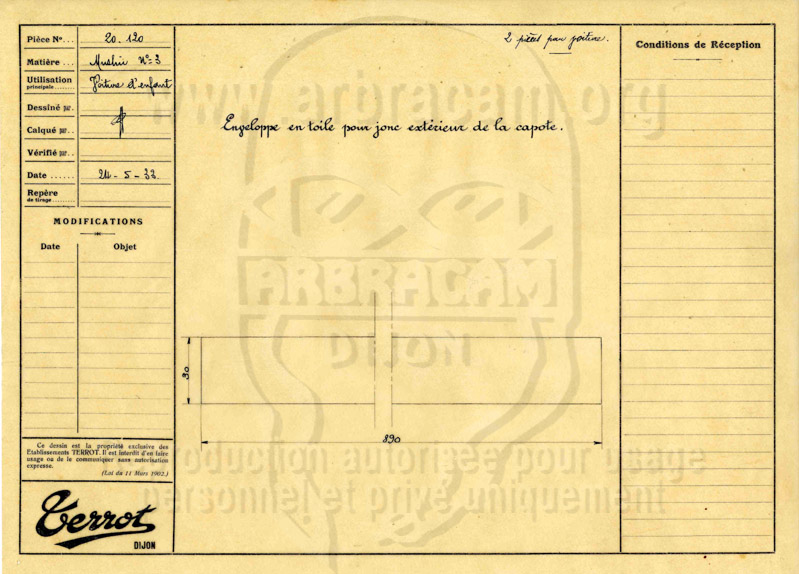 Pièce N°... 20.120
Matière ... Muslin N° 3
Utilisation
principale....... Voiture d'enfant
Dessiné par.
Calqué par..
Vérifié par..
Date ...... 24-5-33
Repère
de tirage........
MODIFICATIONS
Date Objet
2 pièces par voiture.
Enveloppe en toile pour jonc extérieur de la capote.
Conditions de Réception
www.arbracam.org
ARBRACAM
DIJON
30
890
Reproduction autorisée pour usage
personnel et privé uniquement
Ce dessin est la propriété exclusive des
Etablissements TERROT. Il est interdit d'en faire
usage ou de le communiquer sans autorisation
expresse.
(Loi du 11 Mars 1902.)
Terrot
DIJON